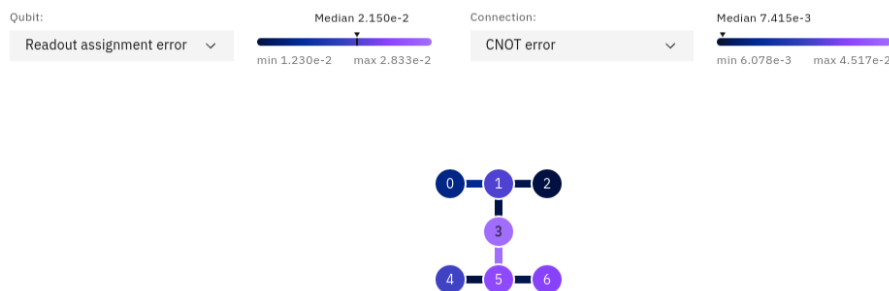 Qubit:
Median 2.150e-2
Connection:
Median 7.415e-3
Readout assignment error
CNOT error
min 1.230e-2
max 2.833e-2
min 6.078e-3
max 4.517e-2
0 1 2
3
4 5 6